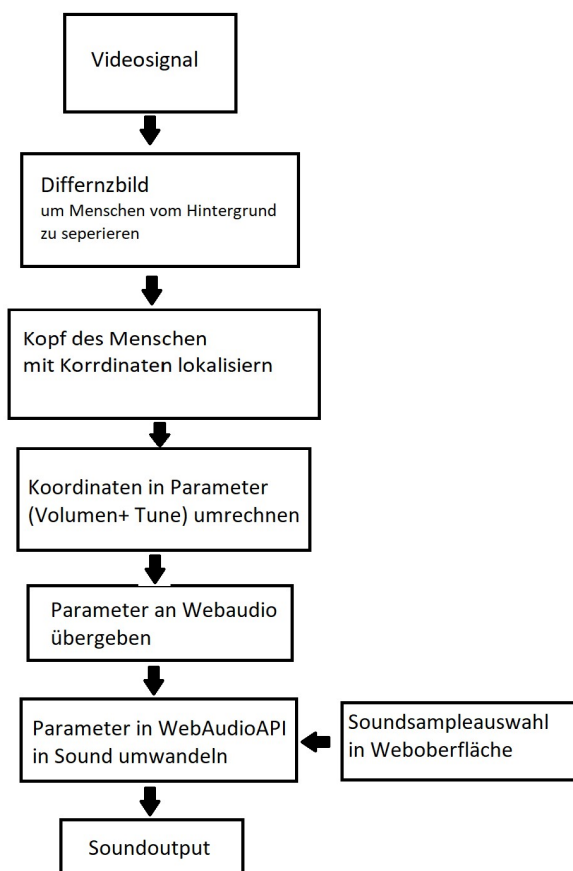 Videosignal
Differnzbild
um Menschen vom Hintergrund
zu seperieren
Kopf des Menschen
mit Korrdinaten lokalisiern
Koordinaten in Parameter
(Volumen+ Tune) umrechnen
Parameter an Webaudio
übergeben
Parameter in WebAudioAPI
in Sound umwandeln
Soundsampleauswahl
in Weboberfläche
Soundoutput